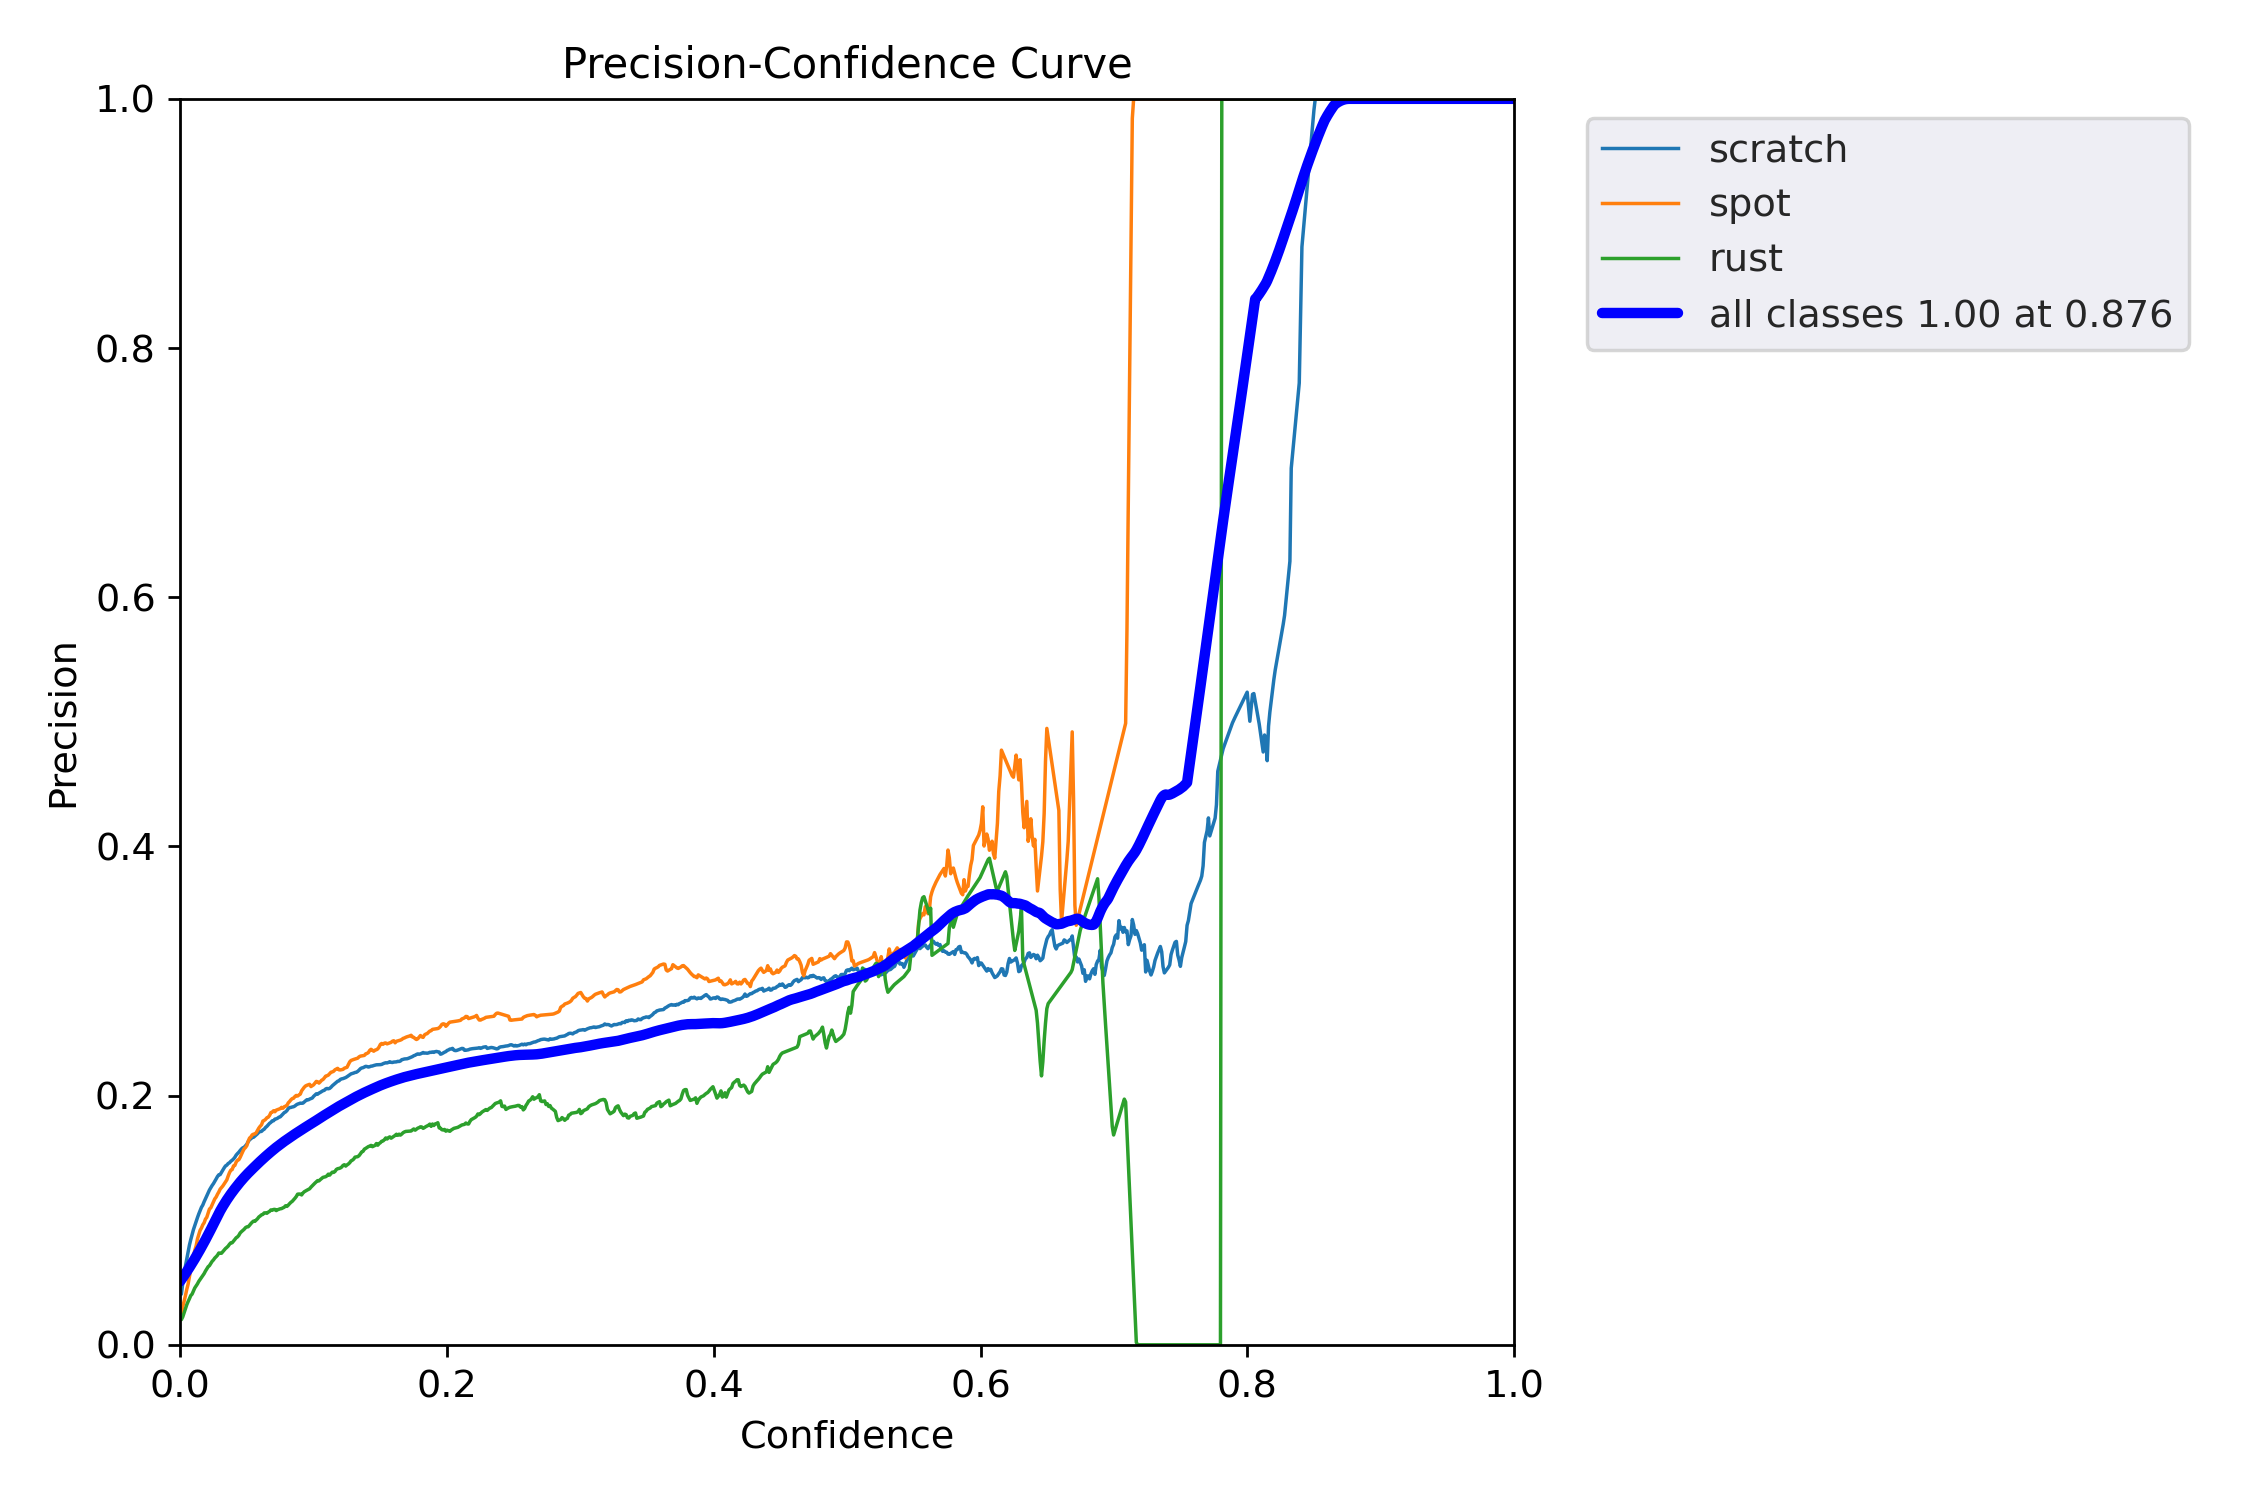 Precision-Confidence Curve
1.0
0.8
0.6
0.4
0.2
0.0
Precision
0.0 0.2 0.4 0.6 0.8 1.0
Confidence
scratch
spot
rust
all classes 1.00 at 0.876